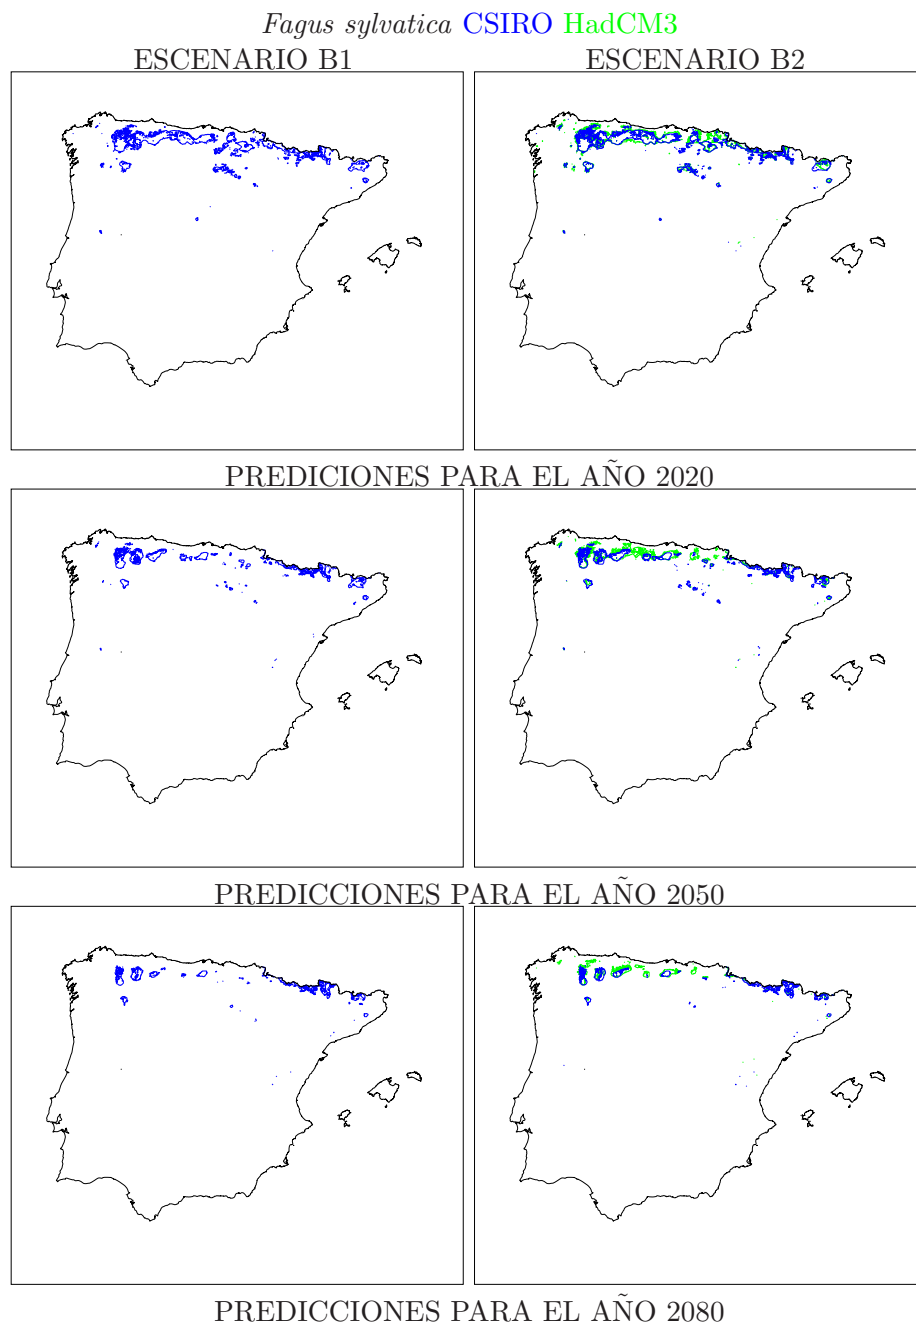 Fagus sylvatica CSIRO HadCM3
ESCENARIO B1 ESCENARIO B2
PREDICIONES PARA EL AÑO 2020
PREDICCIONES PARA EL AÑO 2050
PREDICCIONES PARA EL AÑO 2080